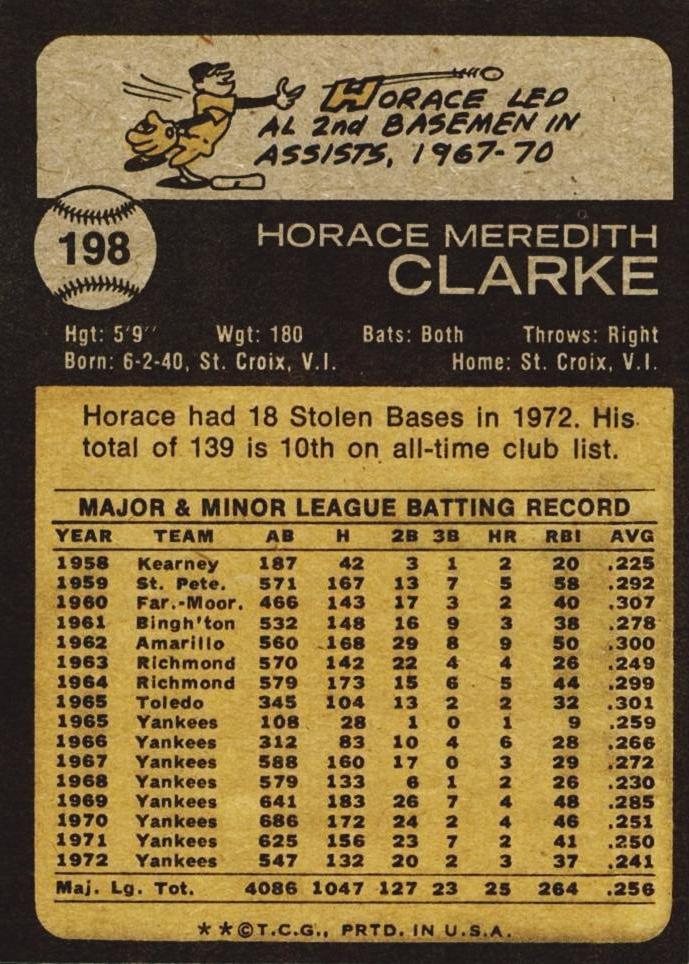 HORACE LED
AL 2nd BASEMEN IN
ASSISTS, 1967-70
198
HORACE MEREDITH
CLARKE
Hgt: 5'9" Wgt: 180 Bats: Both Throws: Right
Born: 6-2-40, St. Croix, V.I. Home: St. Croix, V.I.
Horace had 18 Stolen Bases in 1972. His
total of 139 is 10th on all-time club list.
MAJOR & MINOR LEAGUE BATTING RECORD
YEAR TEAM AB H 2B 3B HR RBI AVG
1958 Kearney 187 42 3 1 2 20 .225
1959 St. Pete. 571 167 13 7 5 58 .292
1960 Far.-Moor. 466 143 17 3 2 40 .307
1961 Bingh'ton 532 148 16 9 3 38 .278
1962 Amarillo 560 168 29 8 9 50 .300
1963 Richmond 570 142 22 4 4 26 .249
1964 Richmond 579 173 15 6 5 44 .299
1965 Toledo 345 104 13 2 2 32 .301
1965 Yankees 108 28 1 0 1 9 .259
1966 Yankees 312 83 10 4 6 28 .266
1967 Yankees 588 160 17 0 3 29 .272
1968 Yankees 579 133 6 1 2 26 .230
1969 Yankees 641 183 26 7 4 48 .285
1970 Yankees 686 172 24 2 4 46 .251
1971 Yankees 625 156 23 7 2 41 .250
1972 Yankees 547 132 20 2 3 37 .241
Maj. Lg. Tot. 4086 1047 127 23 25 264 .256
**©T.C.G., PRTD. IN U.S.A.